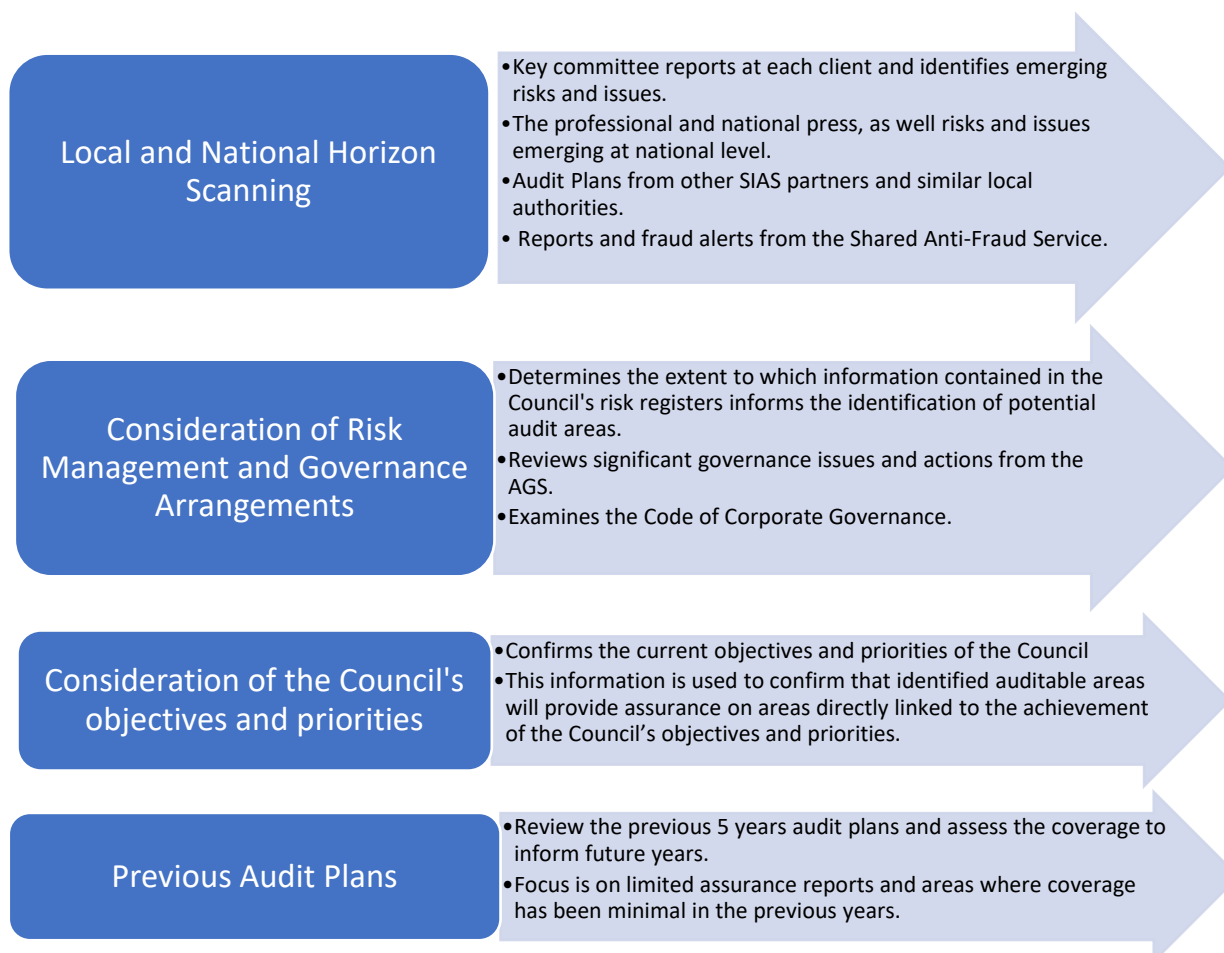 Local and National Horizon
Scanning
•Key committee reports at each client and identifies emerging
risks and issues.
•The professional and national press, as well risks and issues
emerging at national level.
•Audit Plans from other SIAS partners and similar local
authorities.
• Reports and fraud alerts from the Shared Anti-Fraud Service.
Consideration of Risk
Management and Governance
Arrangements
•Determines the extent to which information contained in the
Council's risk registers informs the identification of potential
audit areas.
•Reviews significant governance issues and actions from the
AGS.
•Examines the Code of Corporate Governance.
Consideration of the Council's
objectives and priorities
•Confirms the current objectives and priorities of the Council
•This information is used to confirm that identified auditable areas
will provide assurance on areas directly linked to the achievement
of the Council’s objectives and priorities.
Previous Audit Plans
•Review the previous 5 years audit plans and assess the coverage to
inform future years.
•Focus is on limited assurance reports and areas where coverage
has been minimal in the previous years.